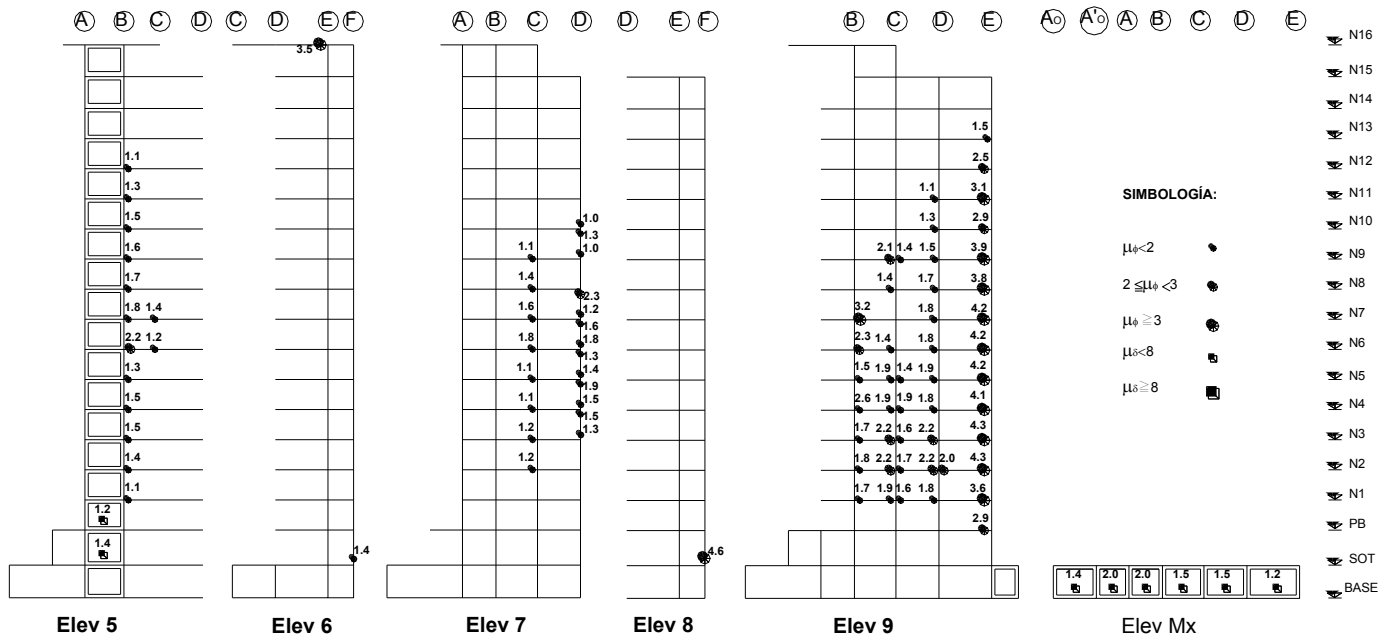 A B C D C E F A B C D D E F B C D E Ao A'o A B C D E
N16
3.5
N15
N14
N13
1.5
N12
1.1 2.5
N11
1.3 1.1 3.1
SIMBOLOGÍA:
N10
1.5 1.0 1.3 2.9
1.3
N9
1.6 1.1 1.0 2.1 1.4 1.5 3.9
μϕ<2
N8
1.7 1.4 1.4 1.7 3.8
2 ≦μϕ <3
2.3
N7
1.8 1.4 1.6 1.2 3.2 1.8 4.2
μϕ ≧3
1.6
N6
2.2 1.2 1.8 1.8 2.3 1.4 1.8 4.2
μδ<8
1.3
N5
1.3 1.1 1.4 1.5 1.9 1.4 1.9 4.2
μδ≧8
1.9
N4
1.5 1.1 1.5 2.6 1.9 1.9 1.8 4.1
1.5
N3
1.5 1.2 1.3 1.7 2.2 1.6 2.2 4.3
N2
1.4 1.2 1.8 2.2 1.7 2.2 2.0 4.3
N1
1.1 1.7 1.9 1.6 1.8 3.6
PB
1.2 2.9
SOT
1.4 1.4 4.6
BASE
1.4 2.0 2.0 1.5 1.5 1.2
Elev 5 Elev 6 Elev 7 Elev 8 Elev 9 Elev Mx